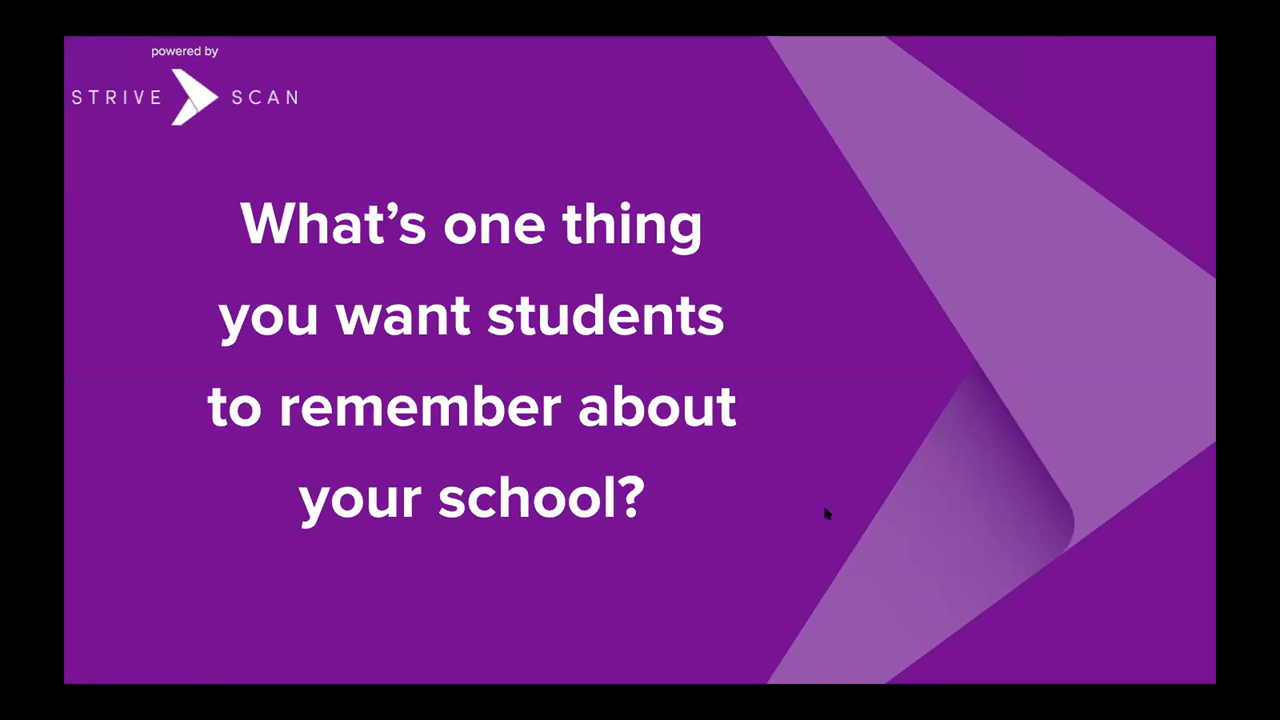 powered by
STRIVE SCAN
What's one thing
you want students
to remember about
your school?